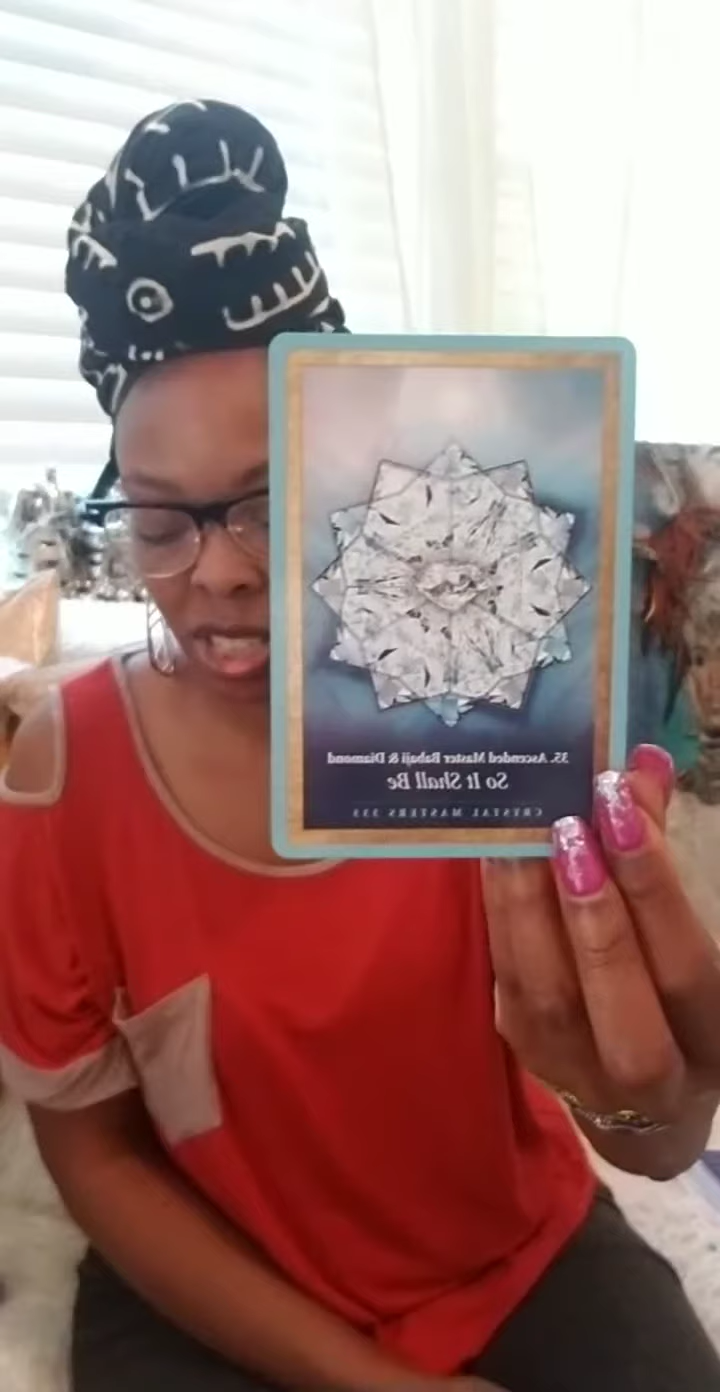 35. Ascended Master Babaji & Diamond
So It Shall Be
CRYSTAL MASTERS 333